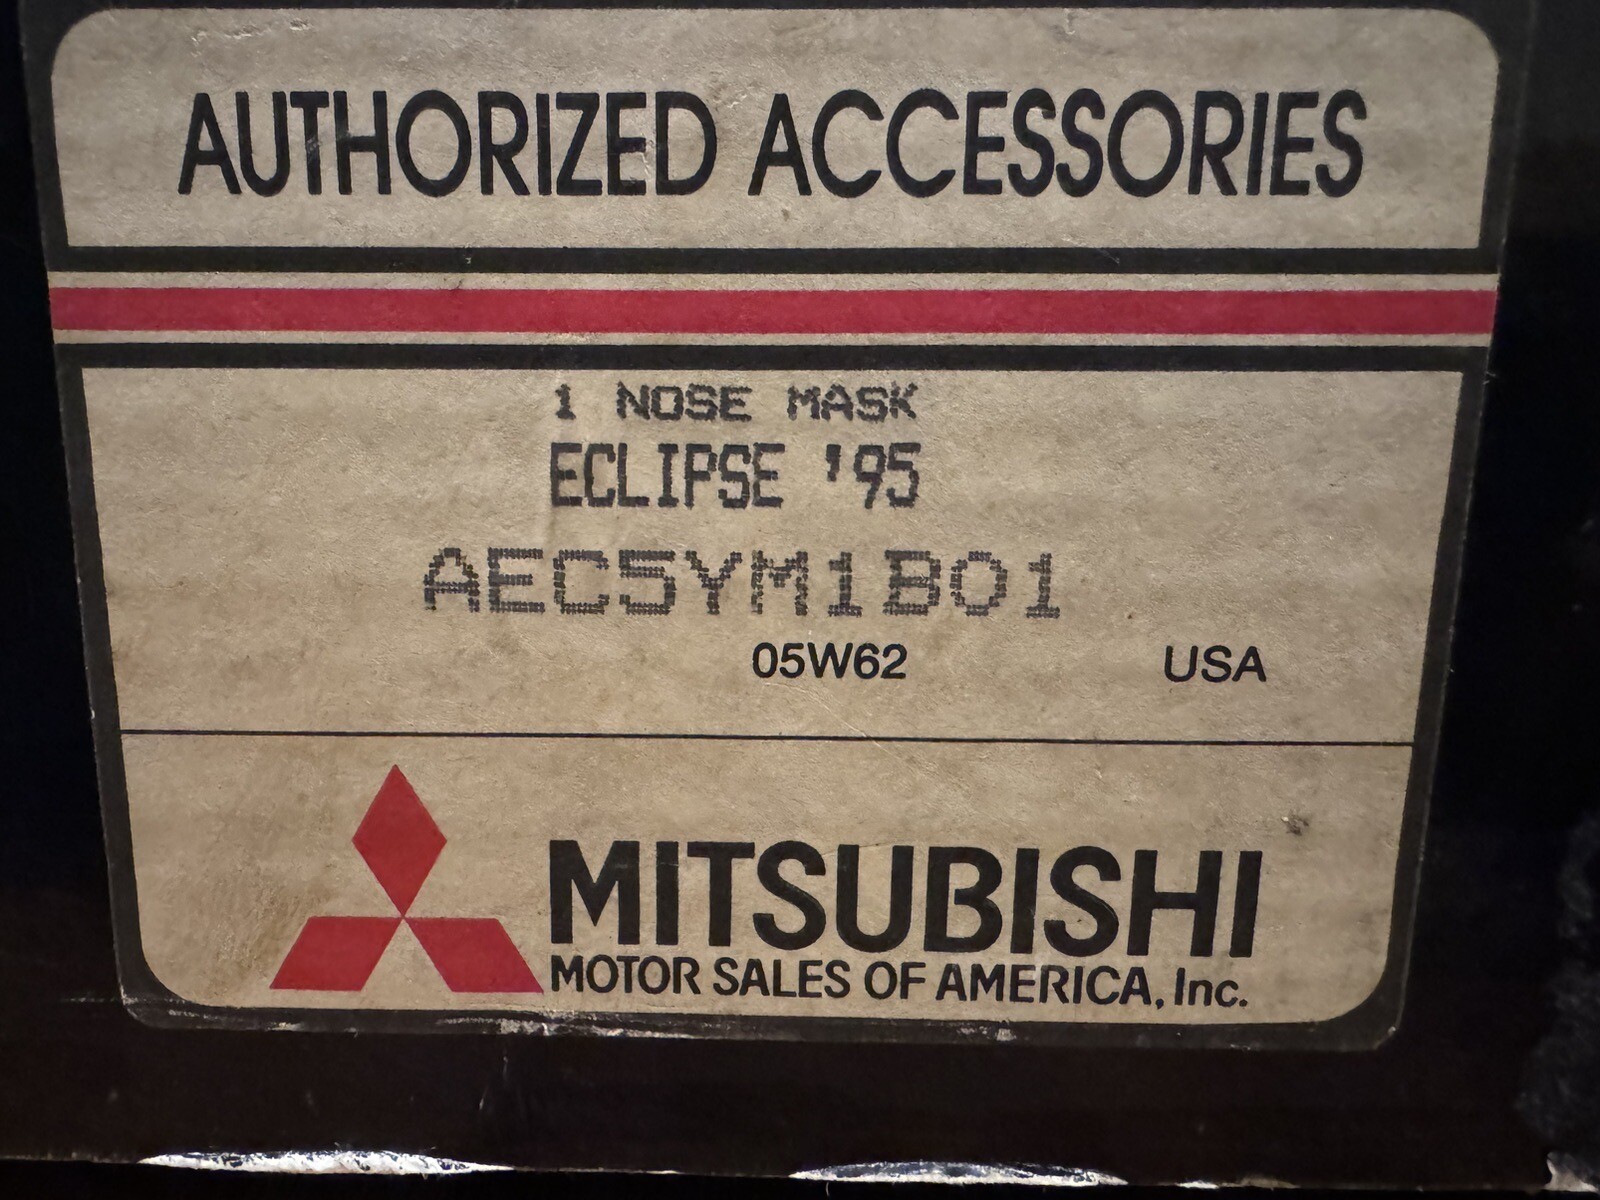 AUTHORIZED ACCESSORIES
1 NOSE MASK
ECLIPSE '95
AEC5YM1B01
05W62 USA
MITSUBISHI
MOTOR SALES OF AMERICA, Inc.